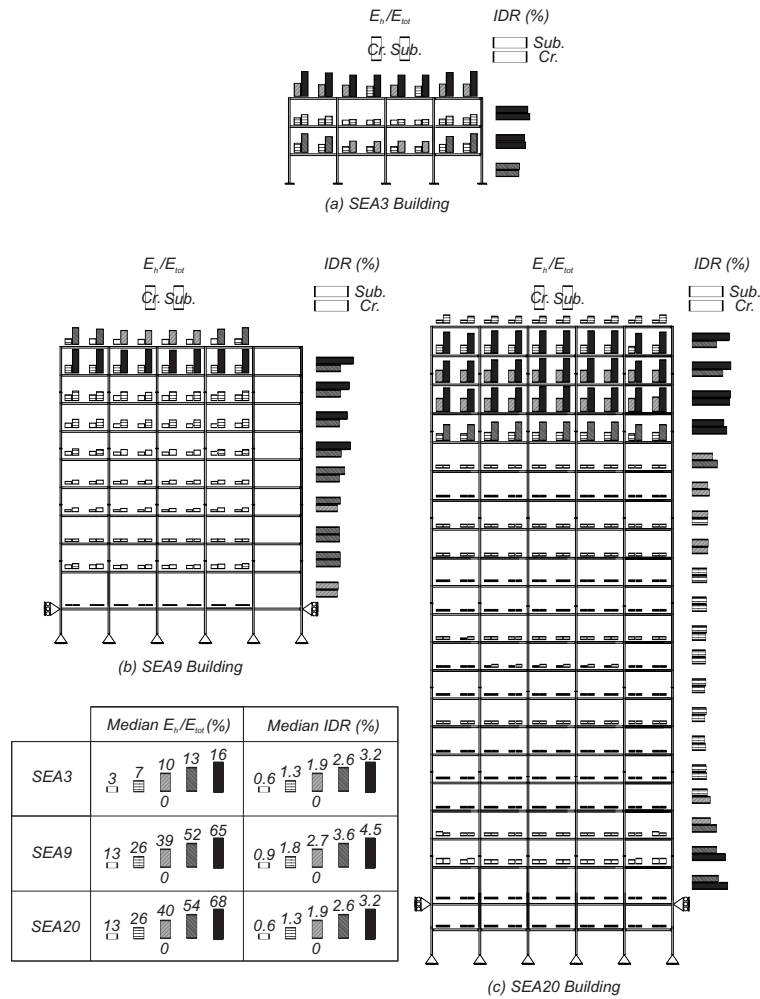 E_h/E_tot IDR (%)
Cr. Sub. Sub.
Cr.
(a) SEA3 Building
E_h/E_tot IDR (%)
Cr. Sub. Sub.
Cr.
(b) SEA9 Building
E_h/E_tot IDR (%)
Cr. Sub. Sub.
Cr.
(c) SEA20 Building
Median E_h/E_tot (%) Median IDR (%)
SEA3 3 7 10 13 16 0.6 1.3 1.9 2.6 3.2
0 0
SEA9 13 26 39 52 65 0.9 1.8 2.7 3.6 4.5
0 0
SEA20 13 26 40 54 68 0.6 1.3 1.9 2.6 3.2
0 0